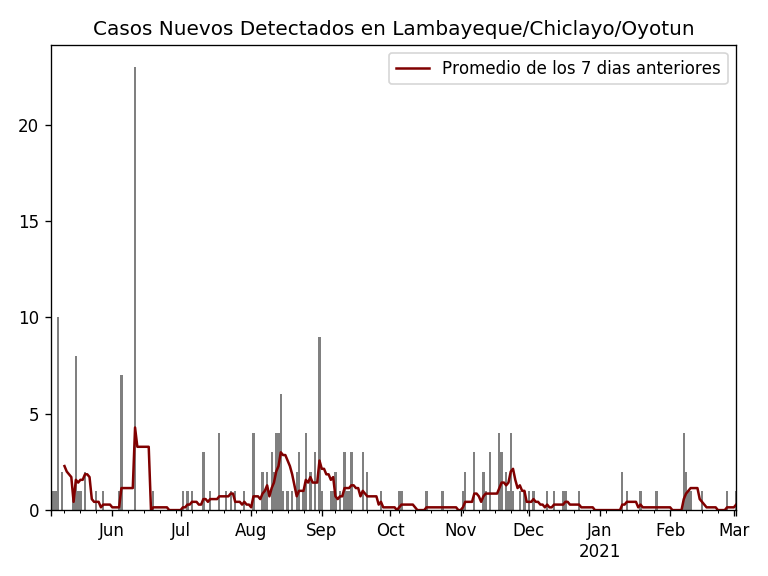 Casos Nuevos Detectados en Lambayeque/Chiclayo/Oyotun
Promedio de los 7 dias anteriores
20
15
10
5
0
Jun Jul Aug Sep Oct Nov Dec Jan Feb Mar
2021